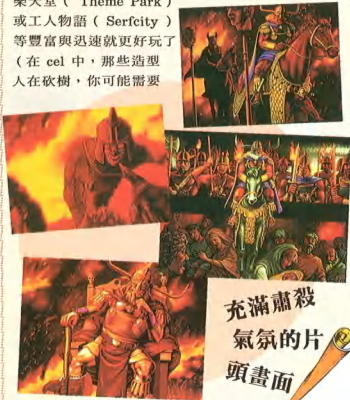 樂天堂（Theme Park）
或工人物語（Serfcity）
等豐富與迅速就更好玩了
（在 cel 中，那些造型
人在砍樹，你可能需要
充滿肅殺
氣氛的片
頭畫面